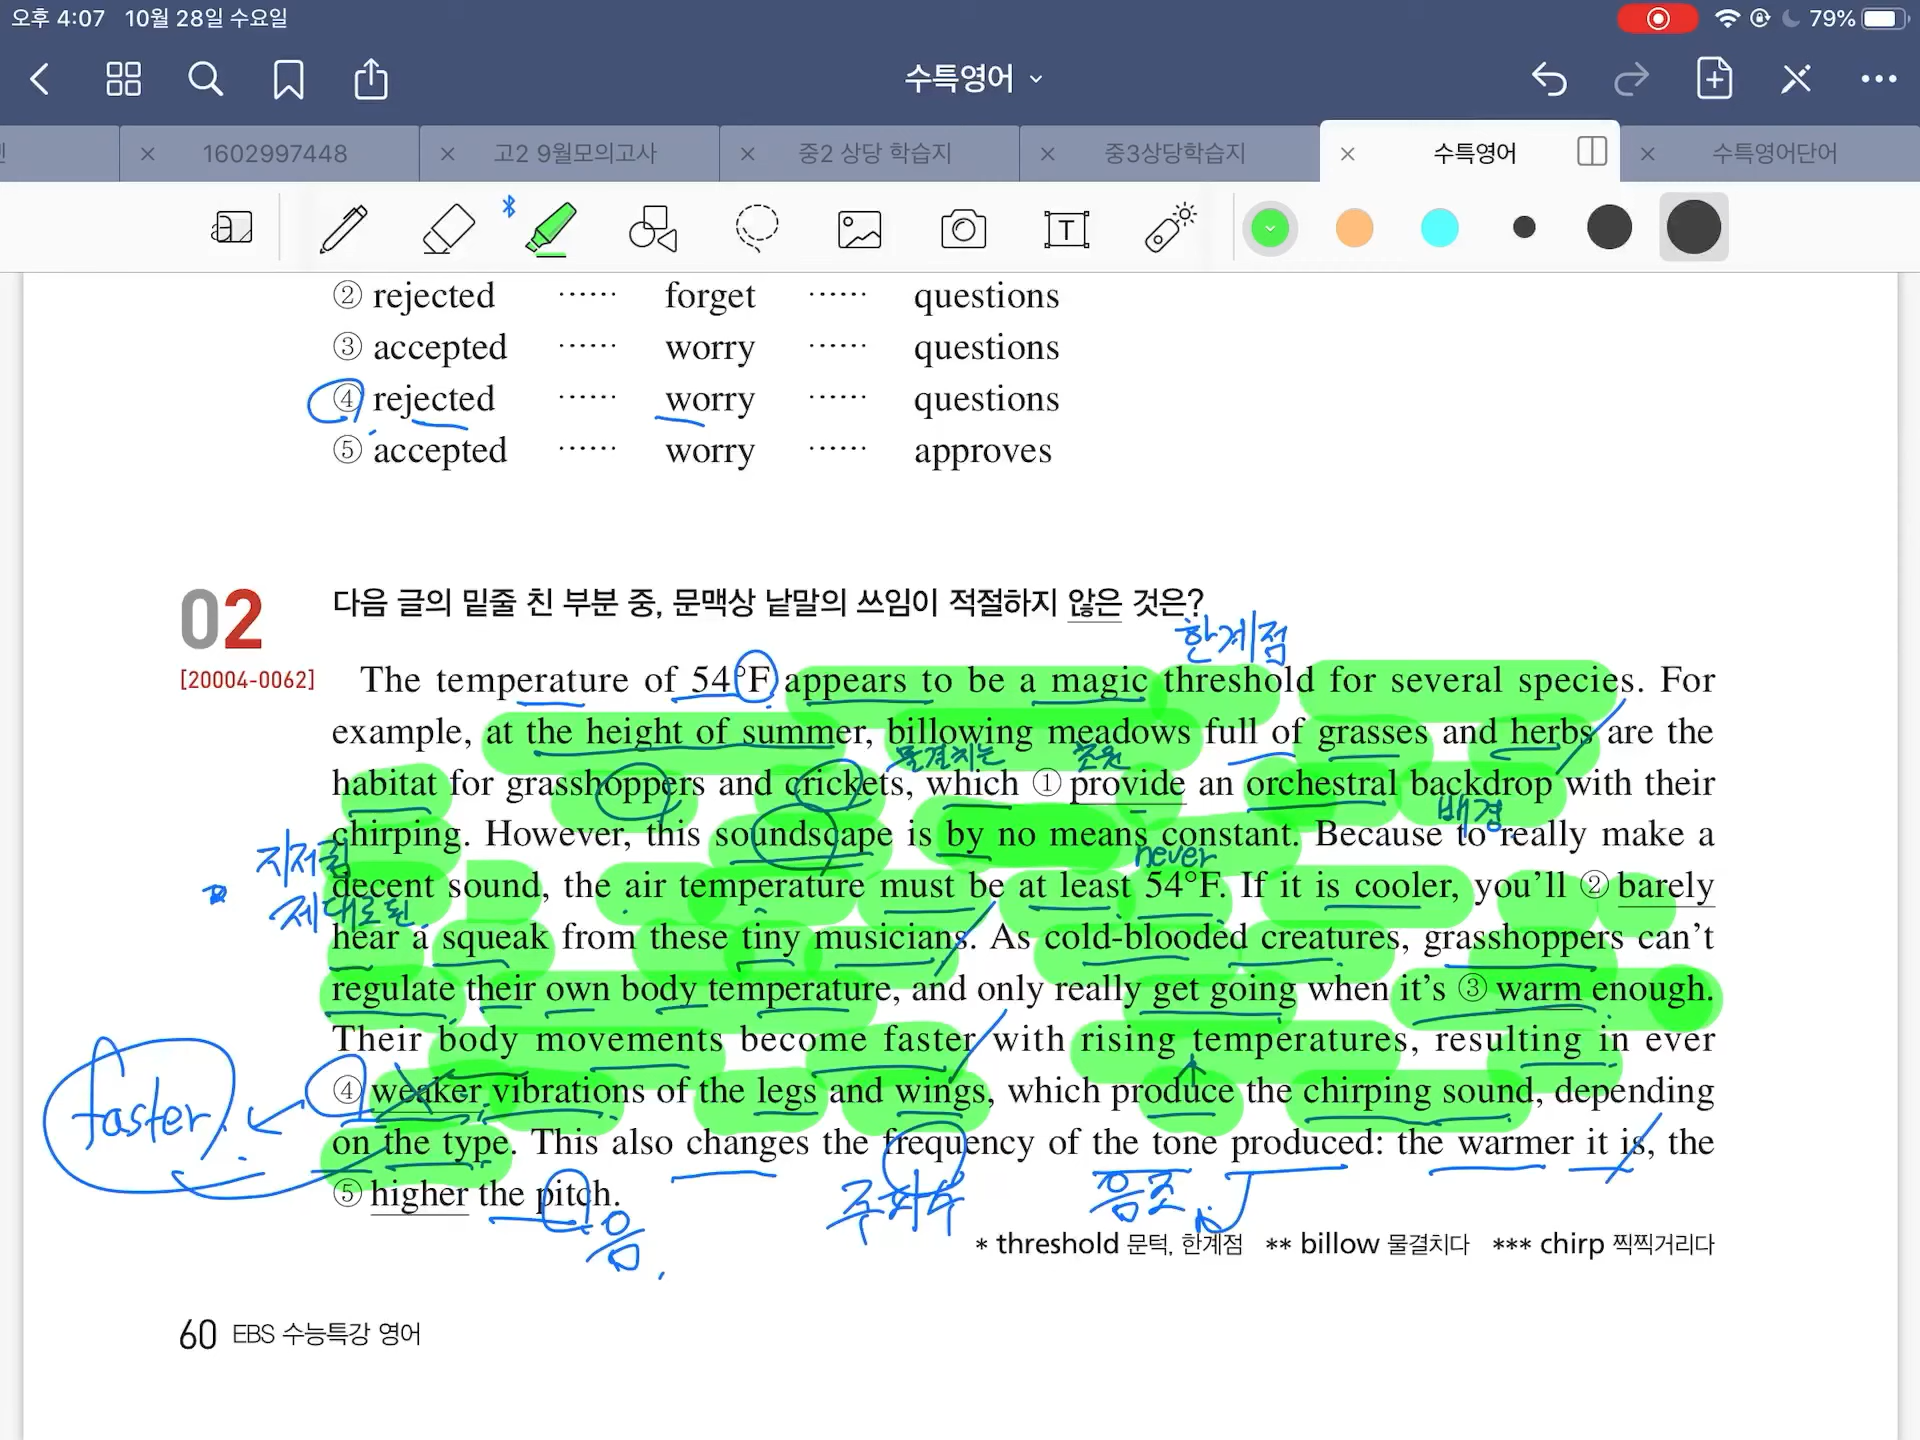 오후 4:07 10월 28일 수요일 79%
수특영어
1602997448 고2 9월모의고사 중2 상당 학습지 중3상당학습지 수특영어 수특영어단어
② rejected ······ forget ······ questions
③ accepted ······ worry ······ questions
④ rejected ······ worry ······ questions
⑤ accepted ······ worry ······ approves
02 다음 글의 밑줄 친 부분 중, 문맥상 낱말의 쓰임이 적절하지 않은 것은?
한계점
[20004-0062]
The temperature of 54°F appears to be a magic threshold for several species. For
example, at the height of summer, billowing meadows full of grasses and herbs are the
물결치는 초원
habitat for grasshoppers and crickets, which ① provide an orchestral backdrop with their
배경
chirping. However, this soundscape is by no means constant. Because to really make a
지저귐 never
decent sound, the air temperature must be at least 54°F. If it is cooler, you'll ② barely
제대로된
hear a squeak from these tiny musicians. As cold-blooded creatures, grasshoppers can't
regulate their own body temperature, and only really get going when it's ③ warm enough.
Their body movements become faster with rising temperatures, resulting in ever
④ weaker vibrations of the legs and wings, which produce the chirping sound, depending
faster
on the type. This also changes the frequency of the tone produced: the warmer it is, the
⑤ higher the pitch.
음 주파수 음조
* threshold 문턱, 한계점 ** billow 물결치다 *** chirp 찍찍거리다
60 EBS 수능특강 영어